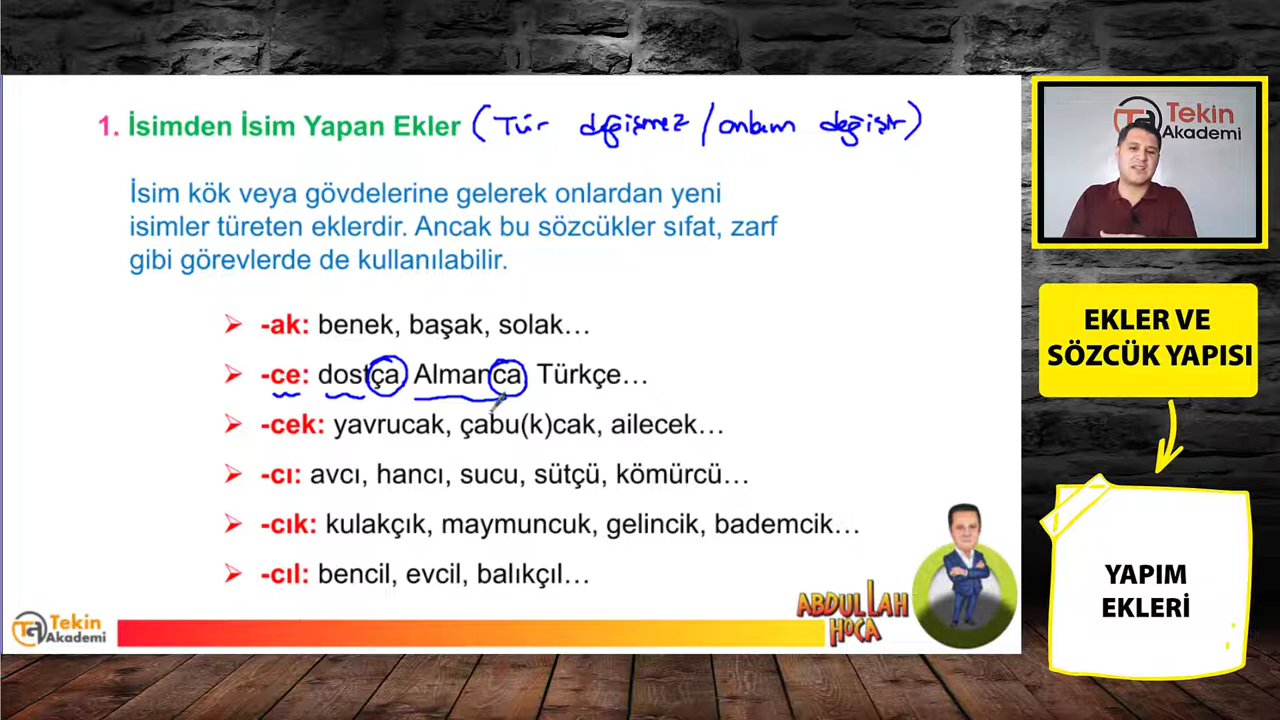 1. İsimden İsim Yapan Ekler (Tür değişmez / anlam değişir)
İsim kök veya gövdelerine gelerek onlardan yeni
isimler türeten eklerdir. Ancak bu sözcükler sıfat, zarf
gibi görevlerde de kullanılabilir.
-ak: benek, başak, solak…
-ce: dostça, Almanca Türkçe…
-cek: yavrucak, çabu(k)cak, ailecek…
-cı: avcı, hancı, sucu, sütçü, kömürcü…
-cık: kulakçık, maymuncuk, gelincik, bademcik…
-cıl: bencil, evcil, balıkçıl…
Tekin
Akademi
ABDULLAH
HOCA
Tekin
Akademi
EKLER VE
SÖZCÜK YAPISI
YAPIM
EKLERİ